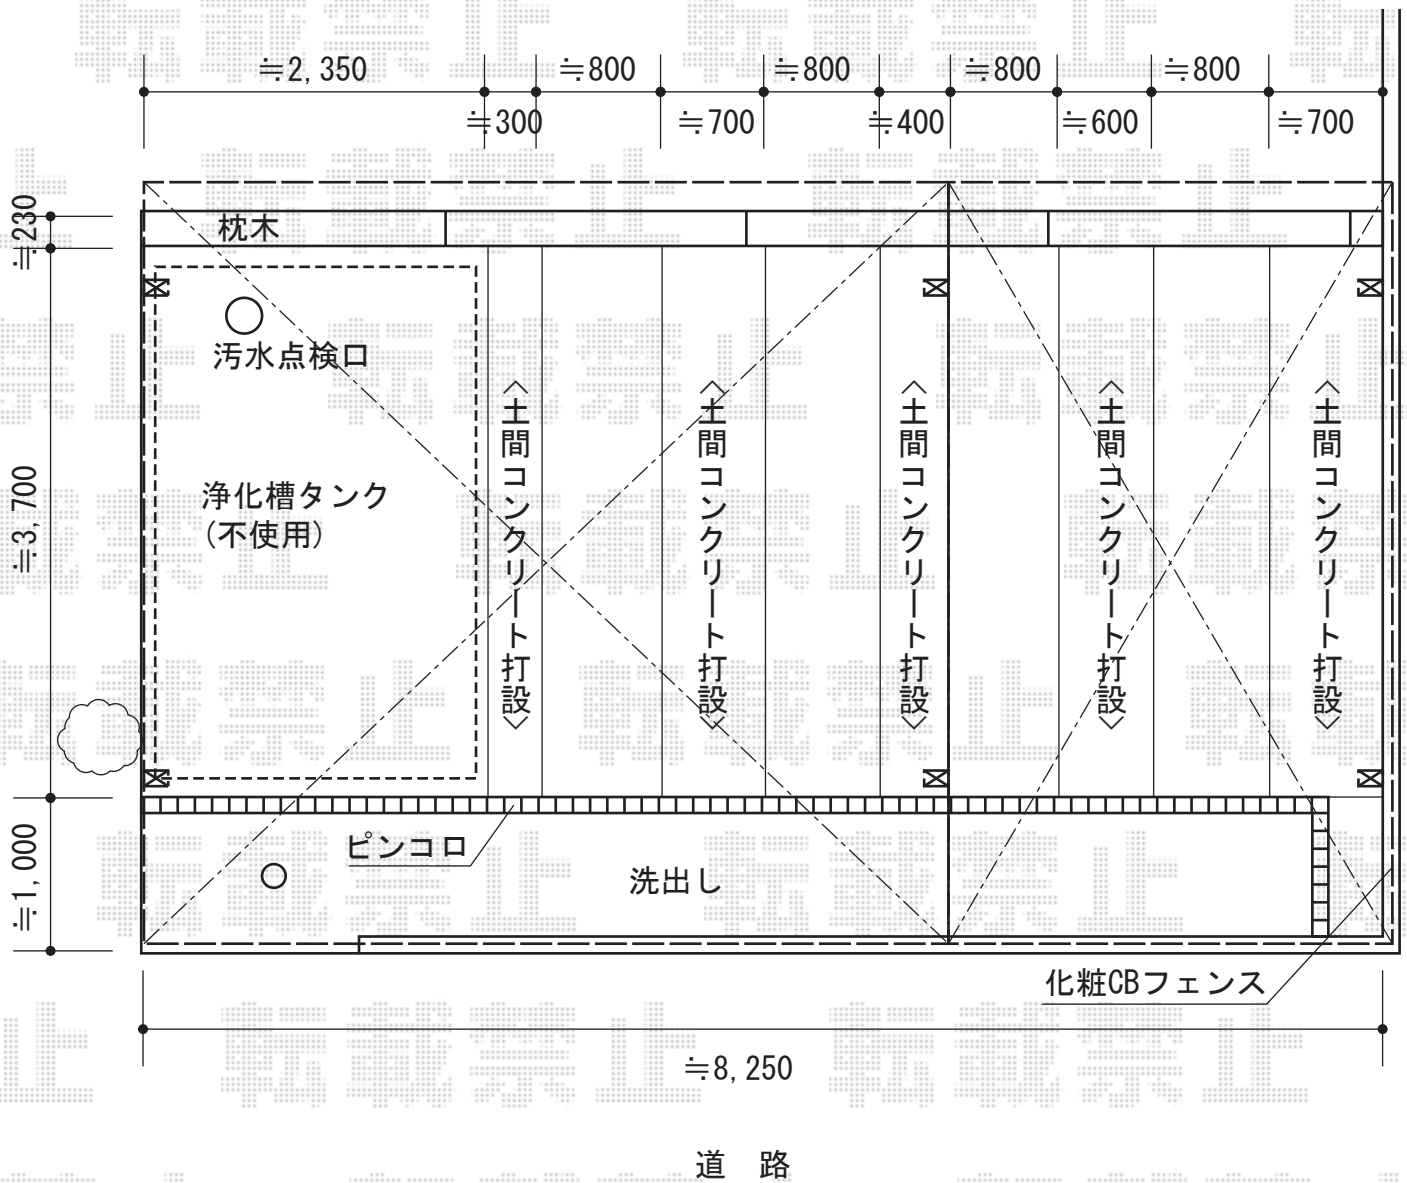 ≒2,350
≒800
≒800
≒800
≒800
≒300
≒700
≒400
≒600
≒700
≒230
枕木
汚水点検口
≒3,700
浄化槽タンク
(不使用)
〈土間コンクリート打設〉
〈土間コンクリート打設〉
〈土間コンクリート打設〉
〈土間コンクリート打設〉
〈土間コンクリート打設〉
≒1,000
ピンコロ
洗出し
化粧CBフェンス
≒8,250
道 路
転載禁止